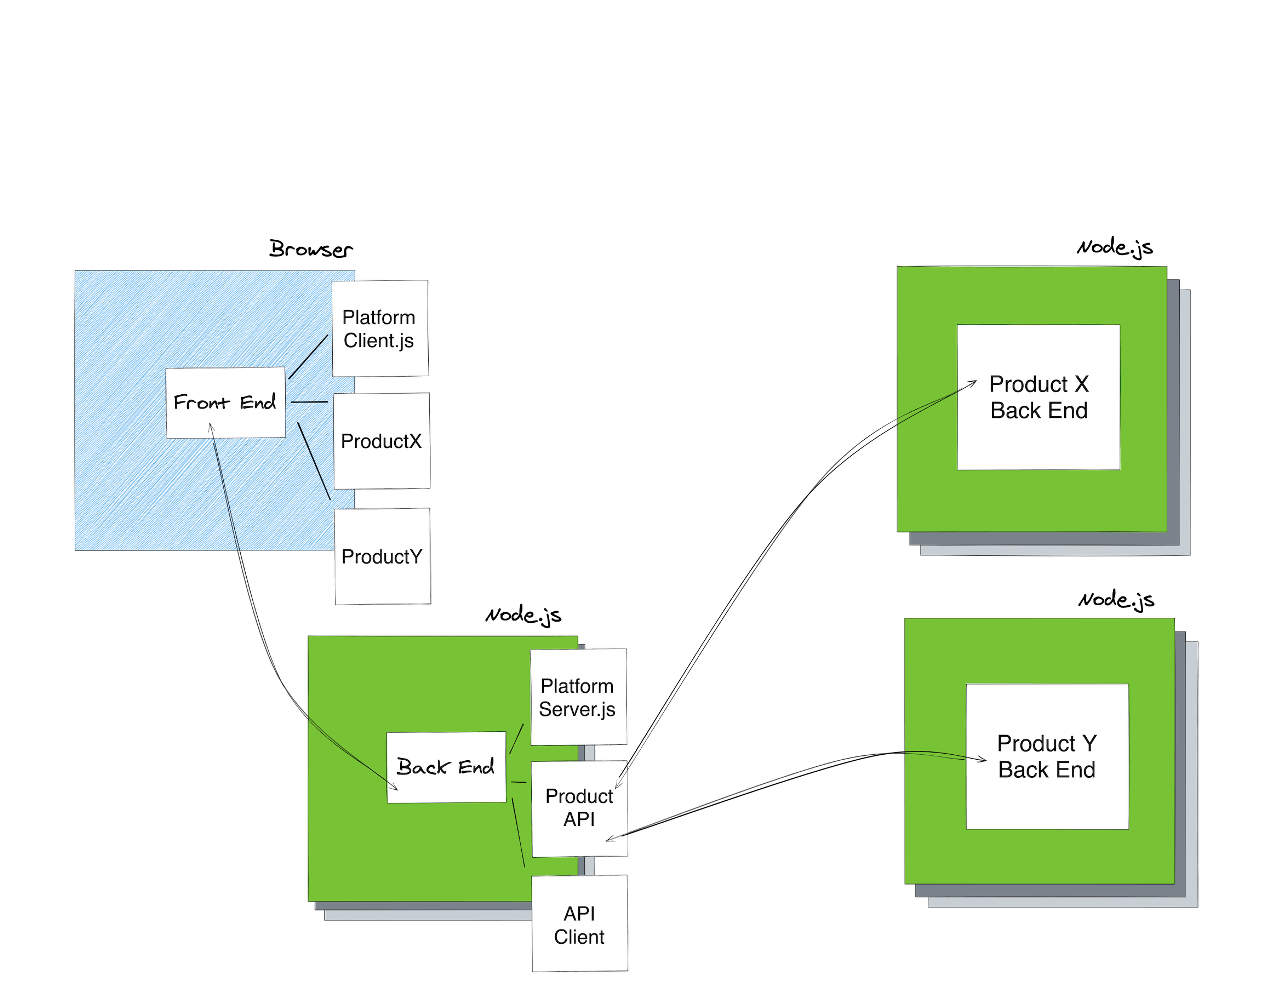 Browser
Platform
Client.js
Front End
ProductX
ProductY
Node.js
Platform
Server.js
Back End
Product
API
API
Client
Node.js
Product X
Back End
Node.js
Product Y
Back End